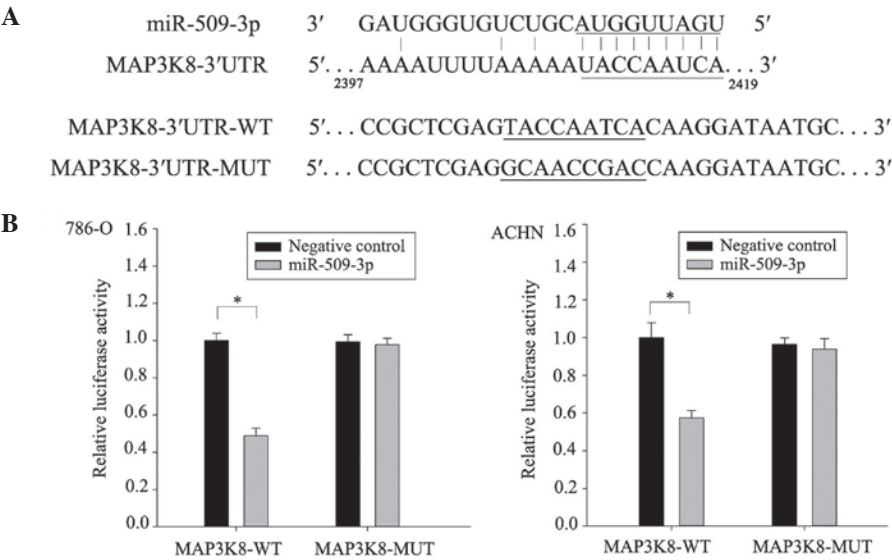 A
miR-509-3p 3′ GAUGGGUGUCUGCAUGGUUAGU 5′
MAP3K8-3′UTR 5′... AAAAUUUUAAAAAUACCAAUCA... 3′
2397 2419
MAP3K8-3′UTR-WT 5′... CCGCTCGAGTACCAATCACAAGGATAATGC... 3′
MAP3K8-3′UTR-MUT 5′... CCGCTCGAGGCAACCGACCAAGGATAATGC... 3′
B
786-O
Relative luciferase activity
1.6
1.4
1.2
1.0
0.8
0.6
0.4
0.2
0.0
Negative control
miR-509-3p
*
MAP3K8-WT MAP3K8-MUT
ACHN
Relative luciferase activity
1.6
1.4
1.2
1.0
0.8
0.6
0.4
0.2
0.0
Negative control
miR-509-3p
*
MAP3K8-WT MAP3K8-MUT